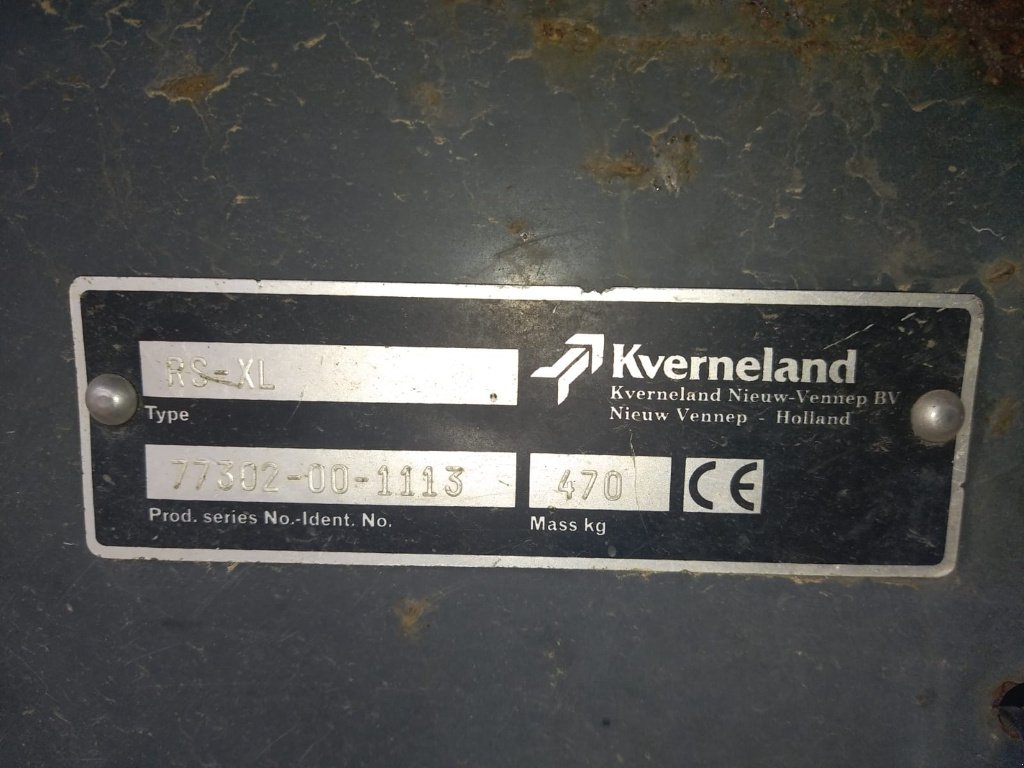 RS-XL
Type
Kverneland
Kverneland Nieuw-Vennep BV
Nieuw Vennep - Holland
77302-00-1113
Prod. series No.-Ident. No.
470
Mass kg
CE